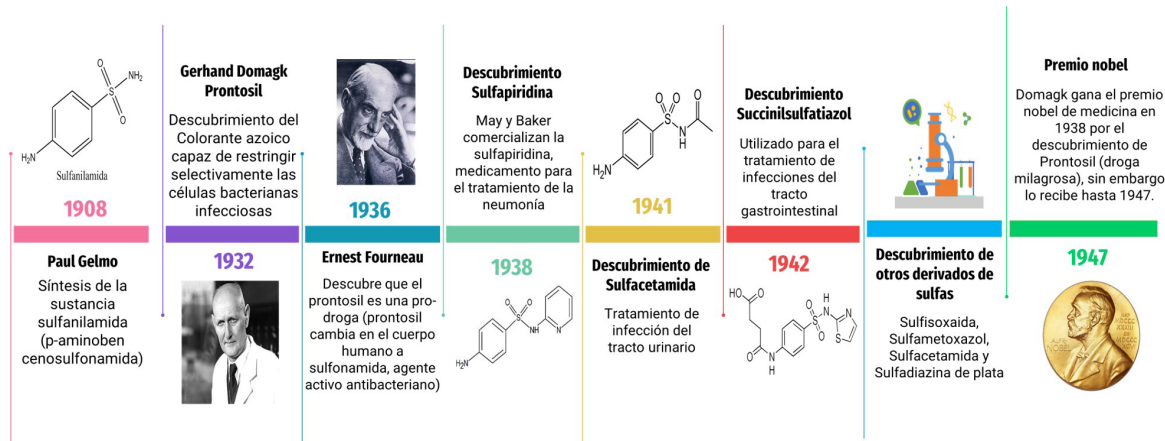 Sulfanilamida
1908
Paul Gelmo
Síntesis de la
sustancia
sulfanilamida
(p-aminoben
cenosulfonamida)
Gerhand Domagk
Prontosil
Descubrimiento del
Colorante azoico
capaz de restringir
selectivamente las
células bacterianas
infecciosas
1932
1936
Ernest Fourneau
Descubre que el
prontosil es una pro-
droga (prontosil
cambia en el cuerpo
humano a
sulfonamida, agente
activo antibacteriano)
Descubrimiento
Sulfapiridina
May y Baker
comercializan la
sulfapiridina,
medicamento para
el tratamiento de la
neumonía
1938
1941
Descubrimiento de
Sulfacetamida
Tratamiento de
infección del
tracto urinario
Descubrimiento
Succinilsulfatiazol
Utilizado para el
tratamiento de
infecciones del
tracto
gastrointestinal
1942
Descubrimiento de
otros derivados de
sulfas
Sulfisoxaida,
Sulfametoxazol,
Sulfacetamida y
Sulfadiazina de plata
Premio nobel
Domagk gana el premio
nobel de medicina en
1938 por el
descubrimiento de
Prontosil (droga
milagrosa), sin embargo
lo recibe hasta 1947.
1947